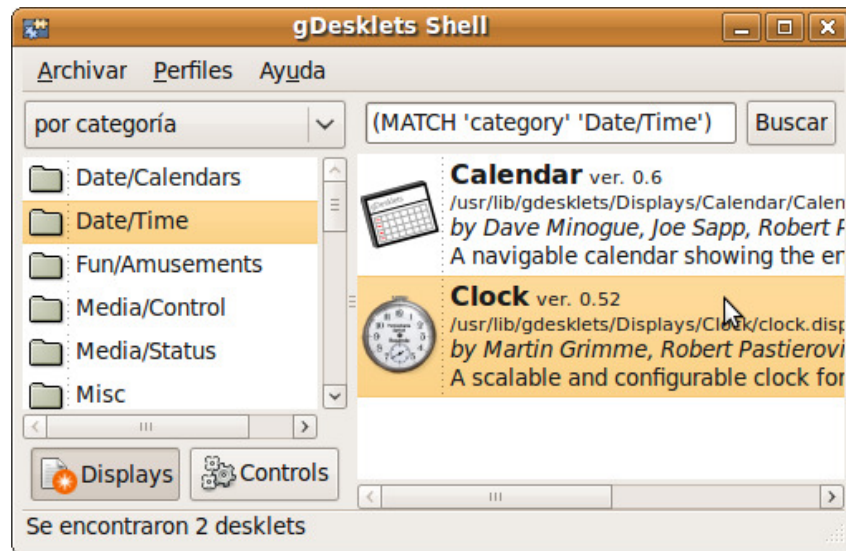 gDesklets Shell
Archivar Perfiles Ayuda
por categoría
(MATCH 'category' 'Date/Time') Buscar
Date/Calendars
Date/Time
Fun/Amusements
Media/Control
Media/Status
Misc
Calendar ver. 0.6
/usr/lib/gdesklets/Displays/Calendar/Calen
by Dave Minogue, Joe Sapp, Robert P
A navigable calendar showing the en
Clock ver. 0.52
/usr/lib/gdesklets/Displays/Clock/clock.disp
by Martin Grimme, Robert Pastierovi
A scalable and configurable clock for
Displays Controls
Se encontraron 2 desklets